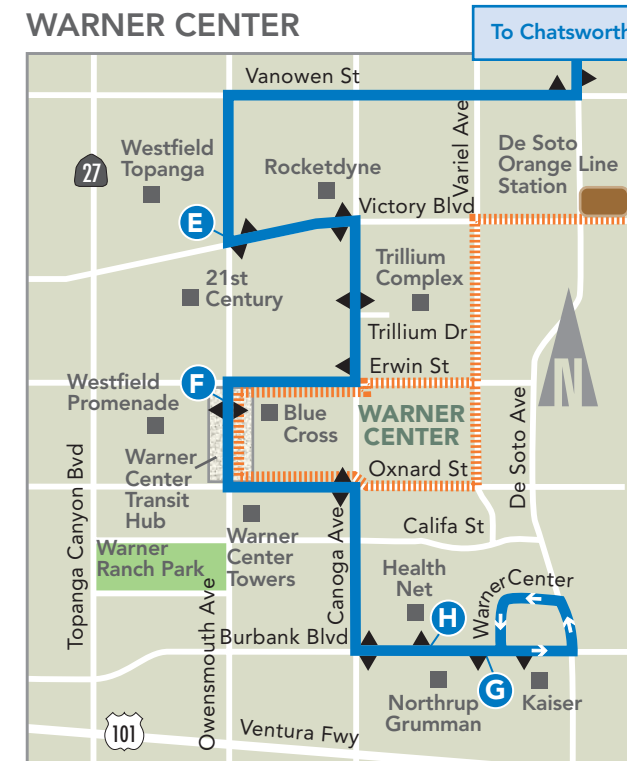 WARNER CENTER
To Chatsworth
Vanowen St
Variel Ave
De Soto
Orange Line
Station
Westfield
Topanga
27
Rocketdyne
Victory Blvd
E
21st
Century
Trillium
Complex
Trillium Dr
Erwin St
N
Westfield
Promenade
F
Blue
Cross
WARNER
CENTER
De Soto Ave
Topanga Canyon Blvd
Warner
Center
Transit
Hub
Oxnard St
Warner
Ranch Park
Warner
Center
Towers
Canoga Ave
Califa St
Health
Net
Warner Center
Owensmouth Ave
Burbank Blvd
H
G
Northrup
Grumman
Kaiser
101
Ventura Fwy